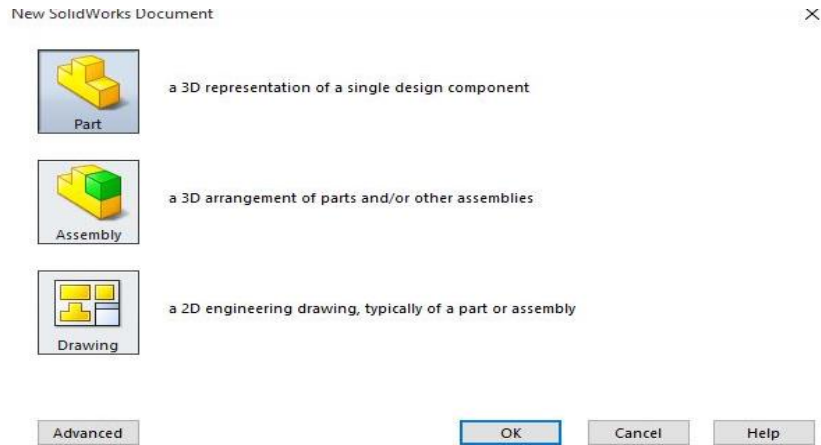 New SolidWorks Document
a 3D representation of a single design component
Part
a 3D arrangement of parts and/or other assemblies
Assembly
a 2D engineering drawing, typically of a part or assembly
Drawing
Advanced OK Cancel Help